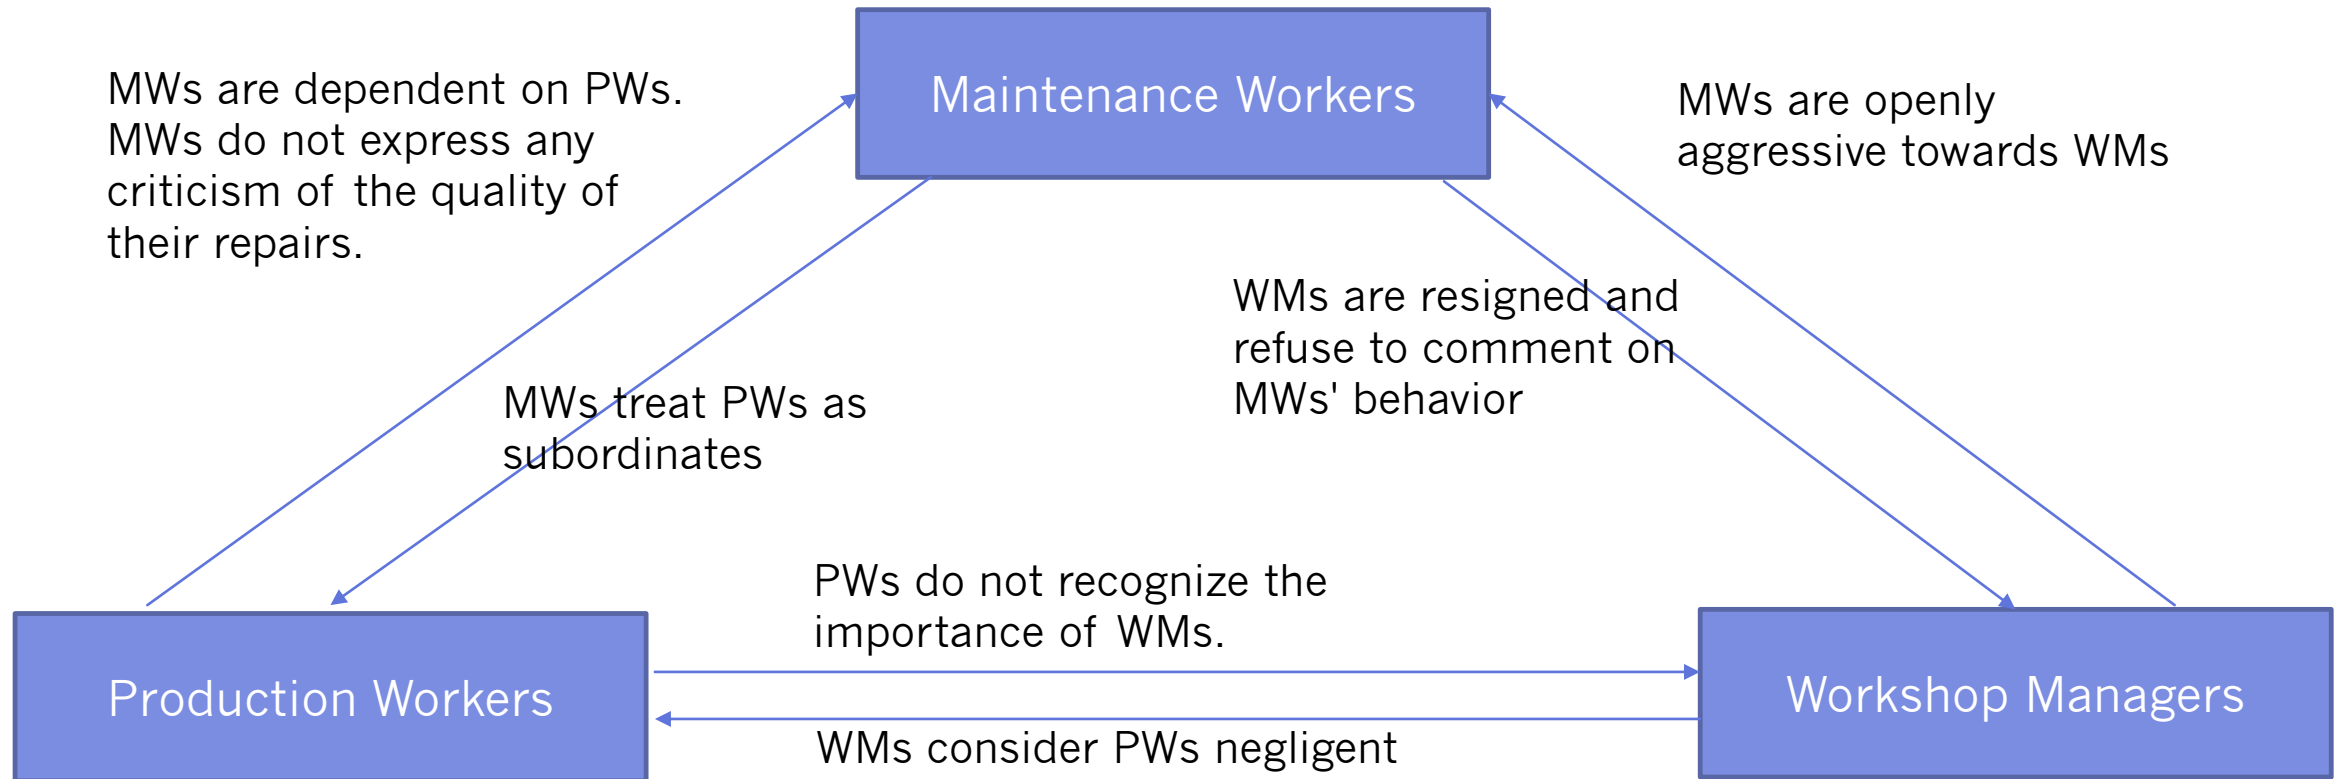 Maintenance Workers
MWs are dependent on PWs.
MWs do not express any
criticism of the quality of
their repairs.
MWs are openly
aggressive towards WMs
WMs are resigned and
refuse to comment on
MWs' behavior
MWs treat PWs as
subordinates
PWs do not recognize the
importance of WMs.
Production Workers
Workshop Managers
WMs consider PWs negligent